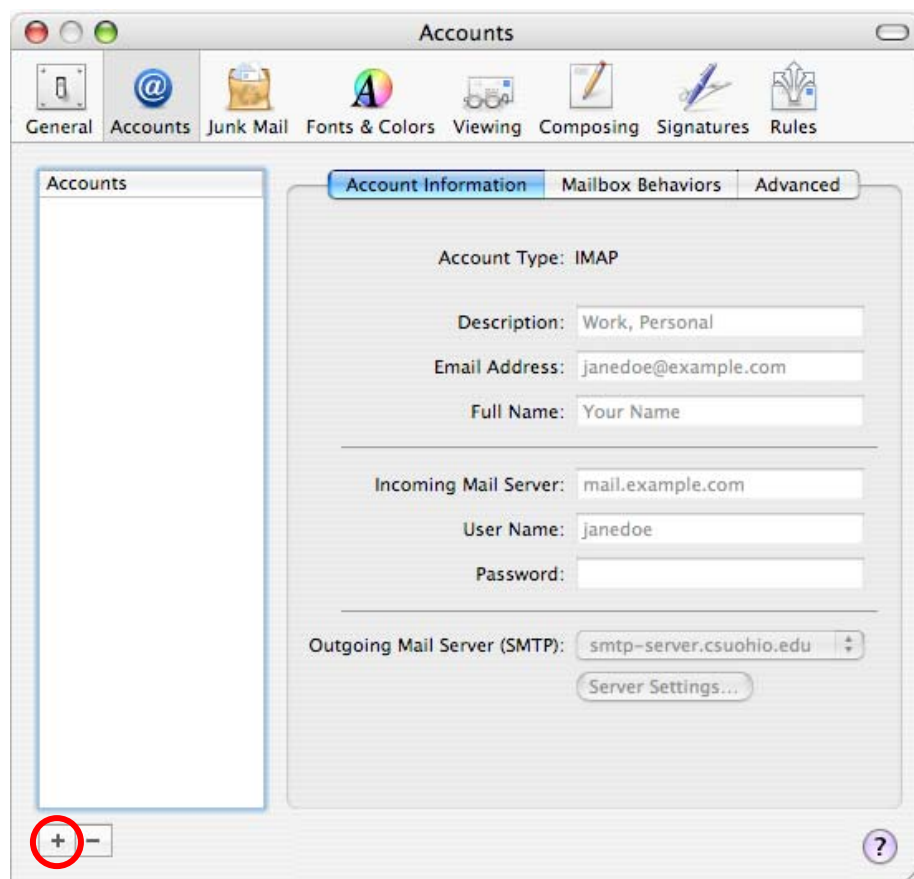 Accounts
General Accounts Junk Mail Fonts & Colors Viewing Composing Signatures Rules
Accounts
Account Information Mailbox Behaviors Advanced
Account Type: IMAP
Description: Work, Personal
Email Address: janedoe@example.com
Full Name: Your Name
Incoming Mail Server: mail.example.com
User Name: janedoe
Password:
Outgoing Mail Server (SMTP): smtp-server.csuohio.edu
Server Settings...
+ − ?